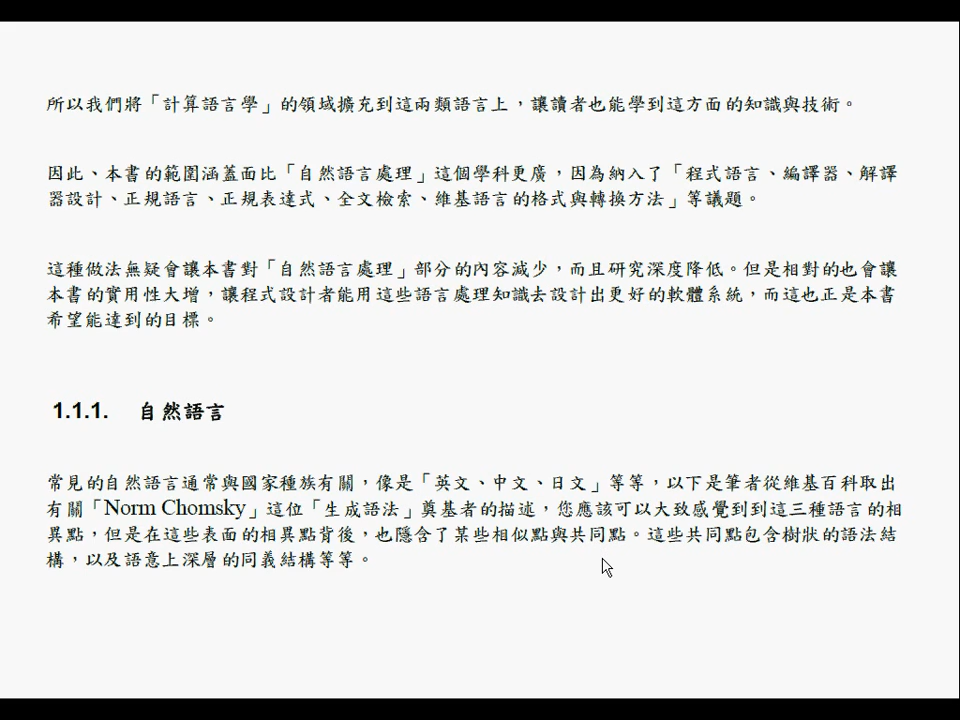 所以我們將「計算語言學」的領域擴充到這兩類語言上，讓讀者也能學到這方面的知識與技術。
因此、本書的範圍涵蓋面比「自然語言處理」這個學科更廣，因為納入了「程式語言、編譯器、解譯
器設計、正規語言、正規表達式、全文檢索、維基語言的格式與轉換方法」等議題。
這種做法無疑會讓本書對「自然語言處理」部分的內容減少，而且研究深度降低。但是相對的也會讓
本書的實用性大增，讓程式設計者能用這些語言處理知識去設計出更好的軟體系統，而這也正是本書
希望能達到的目標。
1.1.1. 自然語言
常見的自然語言通常與國家種族有關，像是「英文、中文、日文」等等，以下是筆者從維基百科取出
有關「Norm Chomsky」這位「生成語法」奠基者的描述，您應該可以大致感覺到到這三種語言的相
異點，但是在這些表面的相異點背後，也隱含了某些相似點與共同點。這些共同點包含樹狀的語法結
構，以及語意上深層的同義結構等等。